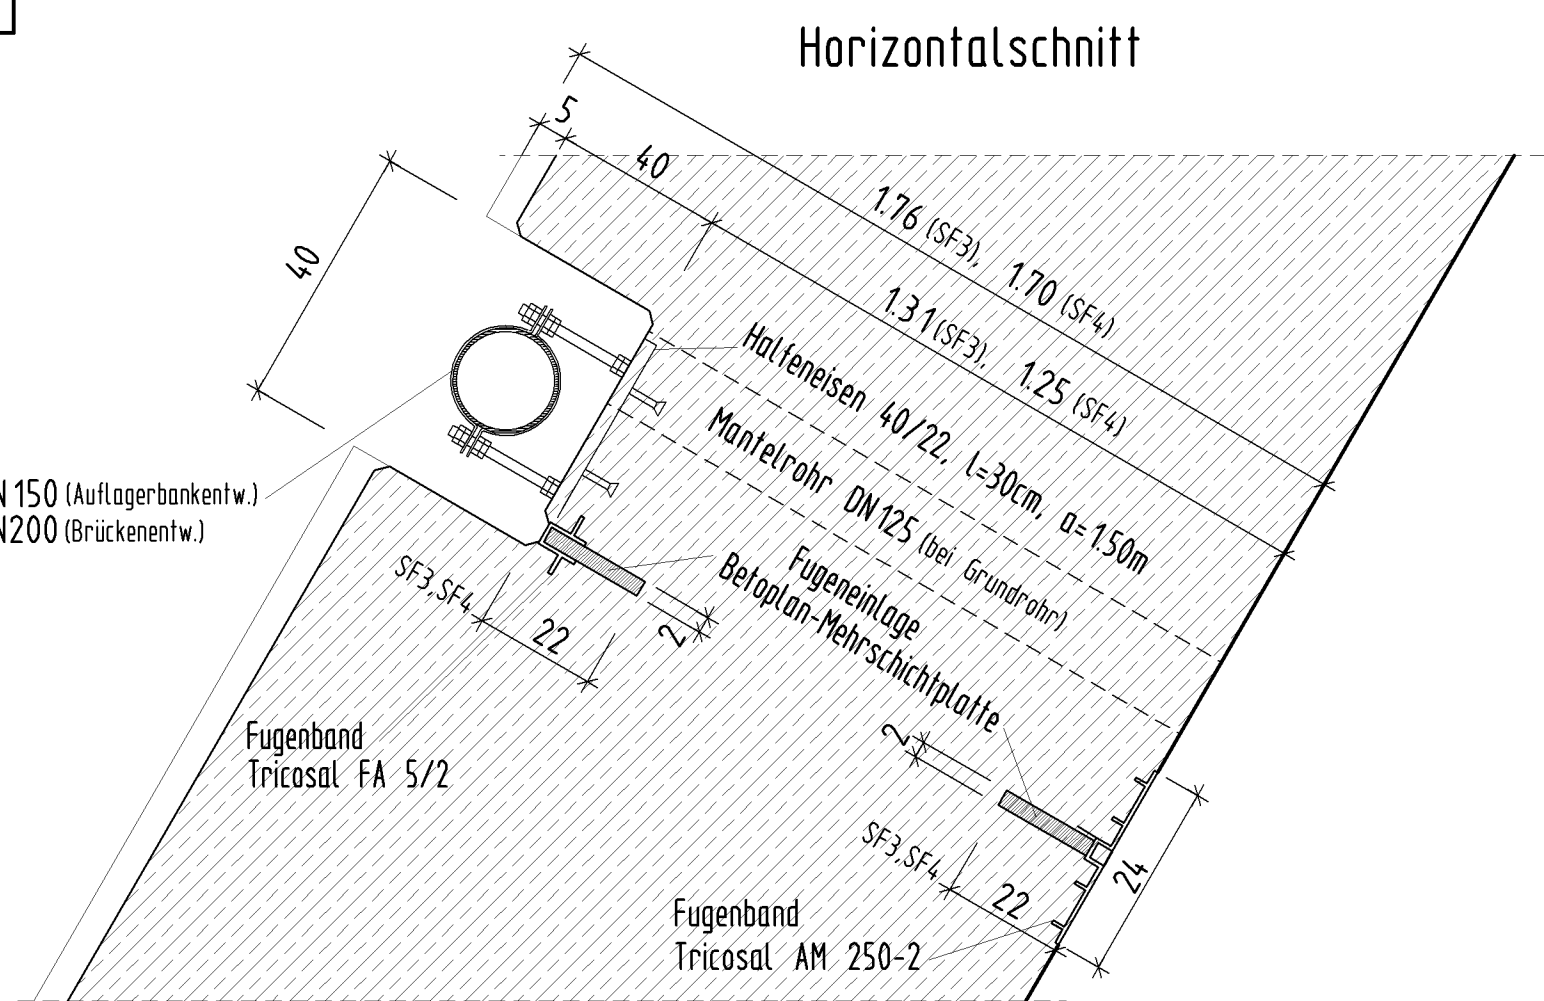 Horizontalschnitt
5
40
1.76 (SF3), 1.70 (SF4)
1.31 (SF3), 1.25 (SF4)
40
Halfeneisen 40/22, l=30cm, a=1.50m
Mantelrohr DN125 (bei Grundrohr)
N 150 (Auflagerbankentw.)
N200 (Brückenentw.)
Fugeneinlage
Betoplan-Mehrschichtplatte
SF3,SF4
22
2
Fugenband
Tricosal FA 5/2
2
SF3,SF4
22
24
Fugenband
Tricosal AM 250-2